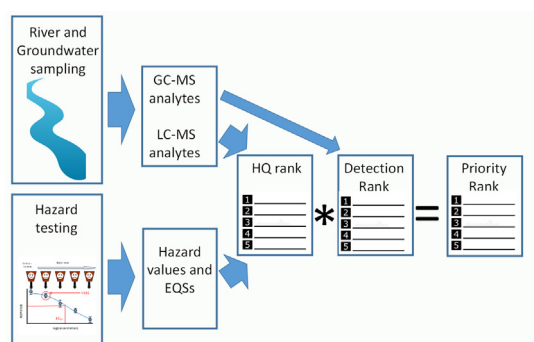 River and
Groundwater
sampling
GC-MS
analytes
LC-MS
analytes
HQ rank
1
2
3
4
5
*
Detection
Rank
1
2
3
4
5
=
Priority
Rank
1
2
3
4
5
Hazard
testing
Hazard
values and
EQSs